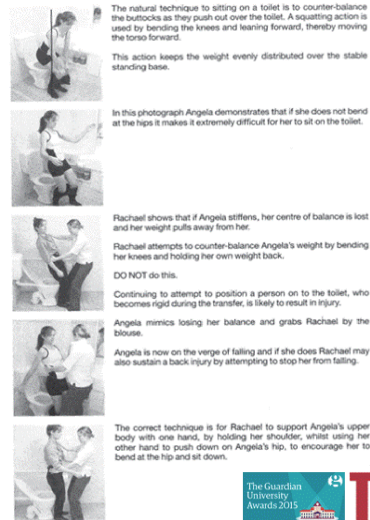 The natural technique to sitting on a toilet is to counter-balance
the buttocks as they push out over the toilet. A squatting action is
used by bending the knees and leaning forward, thereby moving
the torso forward.
This action keeps the weight evenly distributed over the stable
standing base.
In this photograph Angela demonstrates that if she does not bend
at the hips it makes it extremely difficult for her to sit on the toilet.
Rachael shows that if Angela stiffens, her centre of balance is lost
and her weight pulls away from her.
Rachael attempts to counter-balance Angela's weight by bending
her knees and holding her own weight back.
DO NOT do this.
Continuing to attempt to position a person on to the toilet, who
becomes rigid during the transfer, is likely to result in injury.
Angela mimics losing her balance and grabs Rachael by the
blouse.
Angela is now on the verge of falling and if she does Rachael may
also sustain a back injury by attempting to stop her from falling.
The correct technique is for Rachael to support Angela's upper
body with one hand, by holding her shoulder, whilst using her
other hand to push down on Angela's hip, to encourage her to
bend at the hip and sit down.
The Guardian
University
Awards 2015
T